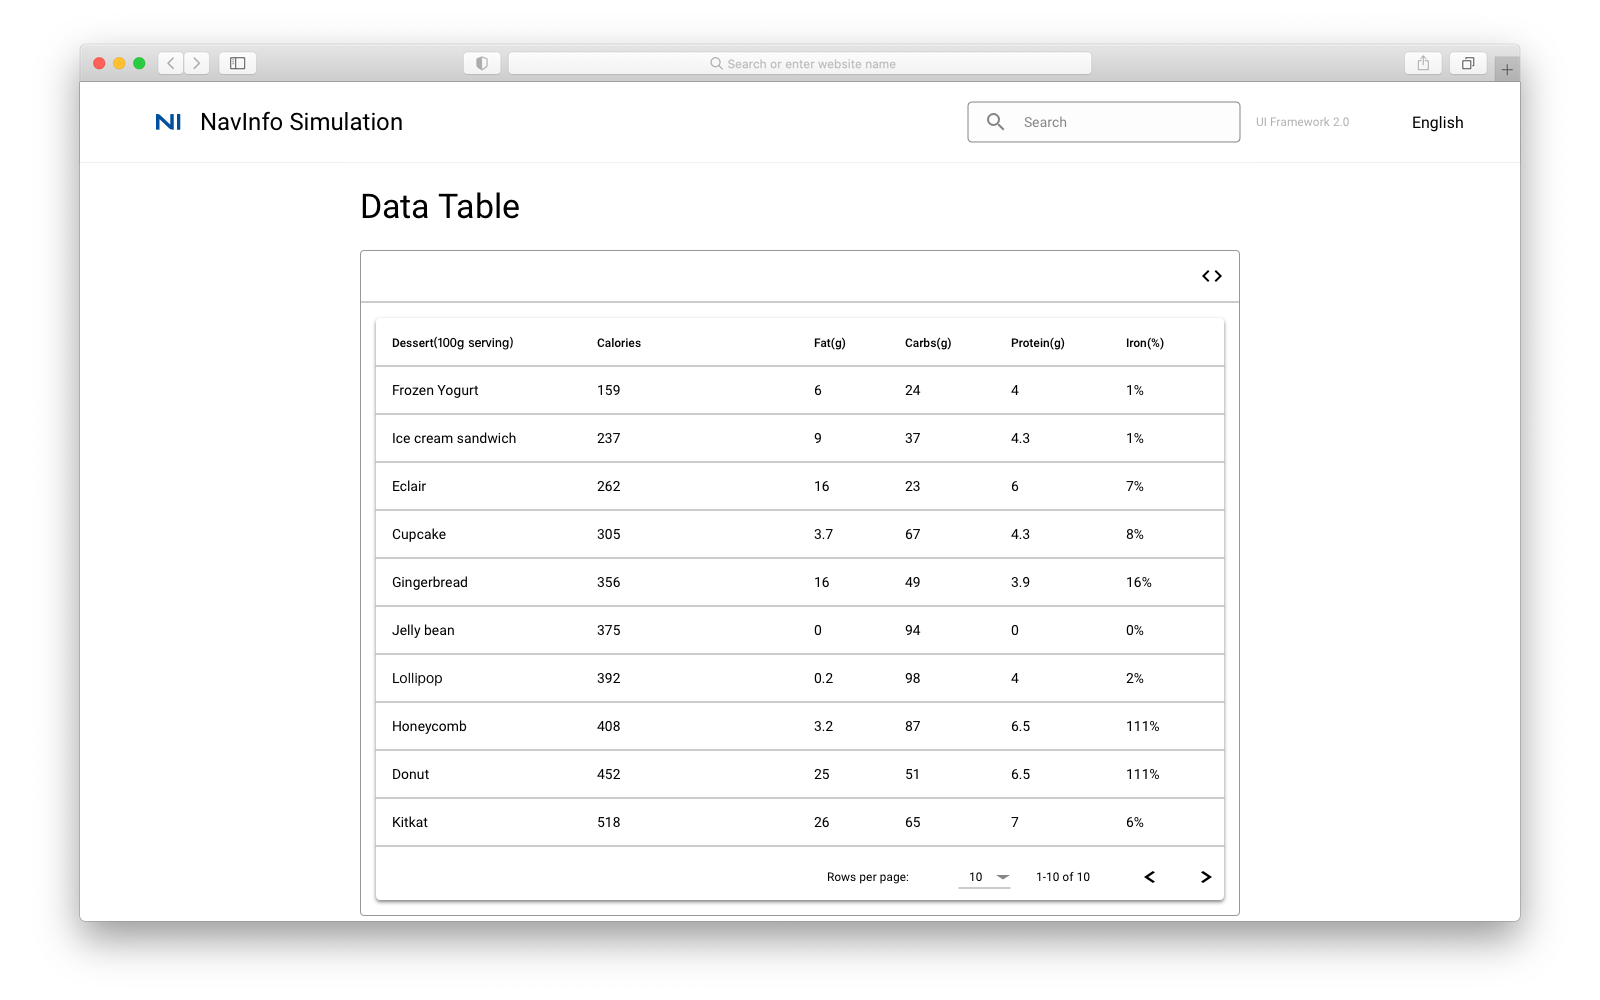 Search or enter website name
NI NavInfo Simulation Search UI Framework 2.0 English
Data Table
Dessert(100g serving) Calories Fat(g) Carbs(g) Protein(g) Iron(%)
Frozen Yogurt 159 6 24 4 1%
Ice cream sandwich 237 9 37 4.3 1%
Eclair 262 16 23 6 7%
Cupcake 305 3.7 67 4.3 8%
Gingerbread 356 16 49 3.9 16%
Jelly bean 375 0 94 0 0%
Lollipop 392 0.2 98 4 2%
Honeycomb 408 3.2 87 6.5 111%
Donut 452 25 51 6.5 111%
Kitkat 518 26 65 7 6%
Rows per page: 10 1-10 of 10